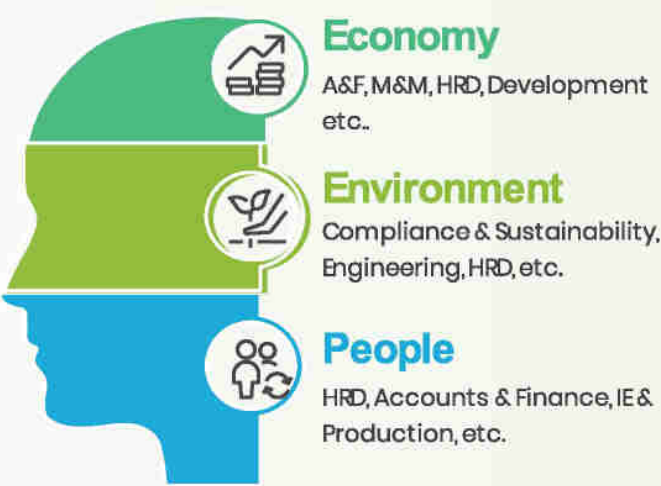 Economy
A&F, M&M, HRD, Development
etc..
Environment
Compliance & Sustainability,
Engineering, HRD, etc.
People
HRD, Accounts & Finance, IE &
Production, etc.